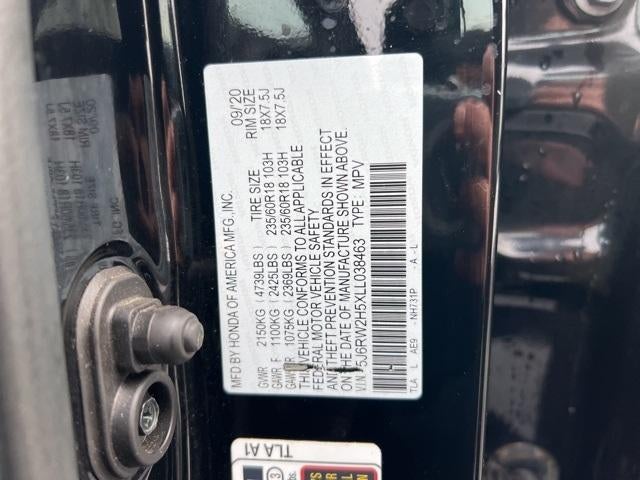 MFD BY HONDA OF AMERICA MFG., INC. 09/20
TIRE SIZE RIM SIZE
GVWR 2150KG ( 4739LBS )
GAWR F 1100KG ( 2425LBS ) 235/60R18 103H 18X7.5J
GAWR R 1075KG ( 2369LBS ) 235/60R18 103H 18X7.5J
THIS VEHICLE CONFORMS TO ALL APPLICABLE
FEDERAL MOTOR VEHICLE SAFETY
AND THEFT PREVENTION STANDARDS IN EFFECT
ON THE DATE OF MANUFACTURE SHOWN ABOVE.
V.I.N: 5J6RW2H5XLL038463 TYPE: MPV
TLA L AE9 - NH731P - A - L
TLA A1